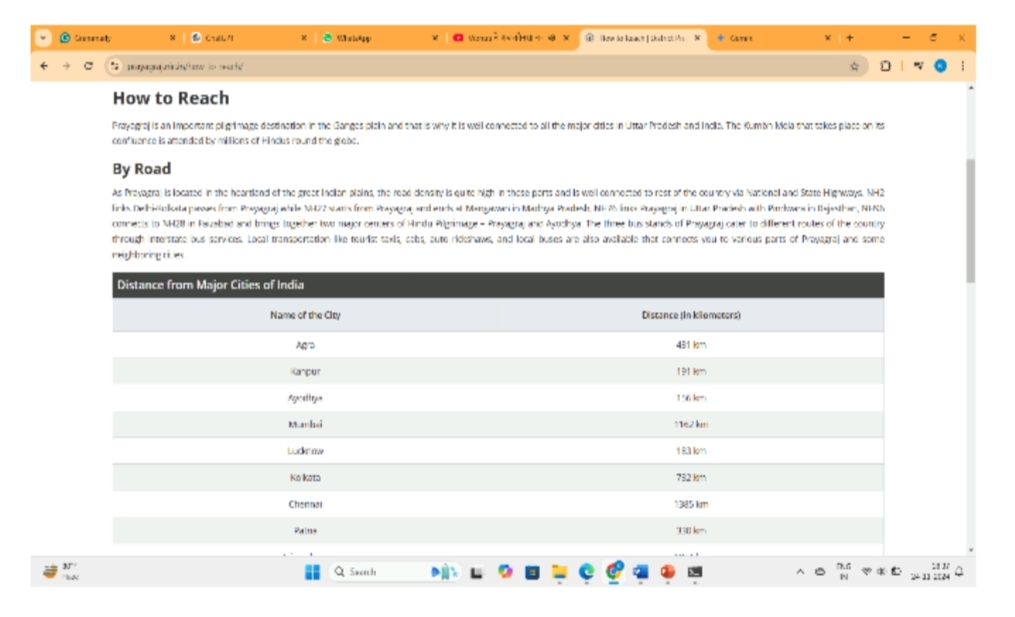 Grammarly
ChatGPT
WhatsApp
How to Reach | District Pr
Gemini
prayagraj.nic.in/how-to-reach/
How to Reach
Prayagraj is an important pilgrimage destination in the Ganges plain and that is why it is well connected to all the major cities in Uttar Pradesh and India. The Kumbh Mela that takes place on its
confluence is attended by millions of Hindus round the globe.
By Road
As Prayagraj is located in the heartland of the great Indian plains, the road density is quite high in these parts and is well connected to rest of the country via National and State Highways. NH2
links Delhi-Kolkata passes from Prayagraj while NH27 starts from Prayagraj and ends at Mangawan in Madhya Pradesh, NH76 links Prayagraj in Uttar Pradesh with Pindwara in Rajasthan, NH96
connects to NH28 in Faizabad and brings together two major centers of Hindu Pilgrimage – Prayagraj and Ayodhya. The three bus stands of Prayagraj cater to different routes of the country
through interstate bus services. Local transportation like tourist taxis, cabs, auto rickshaws, and local buses are also available that connects you to various parts of Prayagraj and some
neighboring cities
Distance from Major Cities of India
Name of the City Distance (in kilometers)
Agra km
Kanpur 191 km
Ayodhya 156 km
Mumbai 1162 km
Lucknow 183 km
Kolkata 782 km
Chennai 1385 km
Patna 330 km
Search
ENG
IN
24-11-2024